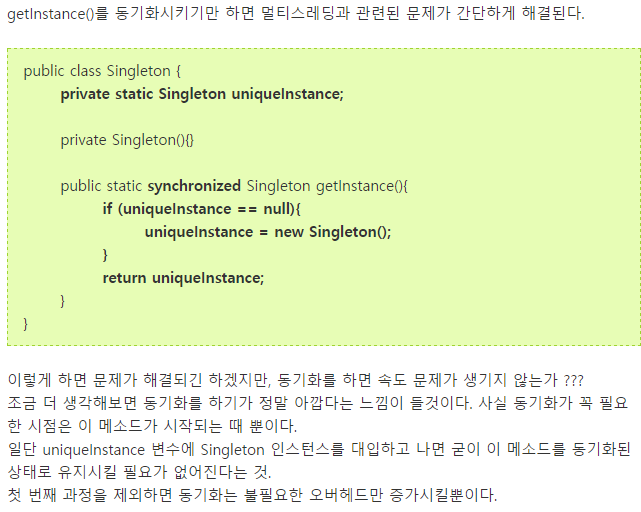 getInstance()를 동기화시키기만 하면 멀티스레딩과 관련된 문제가 간단하게 해결된다.
public class Singleton {
private static Singleton uniqueInstance;
private Singleton(){}
public static synchronized Singleton getInstance(){
if (uniqueInstance == null){
uniqueInstance = new Singleton();
}
return uniqueInstance;
}
}
이렇게 하면 문제가 해결되긴 하겠지만, 동기화를 하면 속도 문제가 생기지 않는가 ???
조금 더 생각해보면 동기화를 하기가 정말 아깝다는 느낌이 들것이다. 사실 동기화가 꼭 필요
한 시점은 이 메소드가 시작되는 때 뿐이다.
일단 uniqueInstance 변수에 Singleton 인스턴스를 대입하고 나면 굳이 이 메소드를 동기화된
상태로 유지시킬 필요가 없어진다는 것.
첫 번째 과정을 제외하면 동기화는 불필요한 오버헤드만 증가시킬뿐이다.